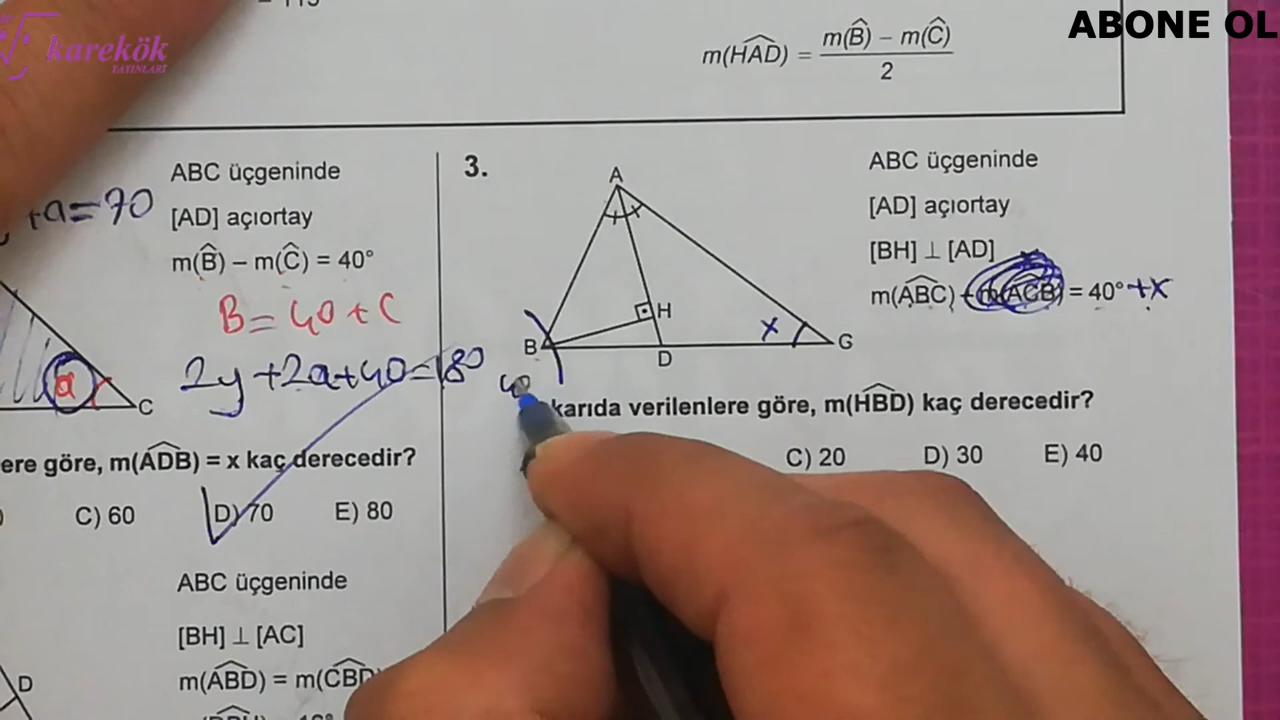 ABONE OL
karekök
YAYINLARI
m(HAD) = m(B) – m(C) / 2
ABC üçgeninde
+a=70
[AD] açıortay
m(B) – m(C) = 40°
B = 40 + C
a
C
2y+2a+40=180
ere göre, m(ADB) = x kaç derecedir?
C) 60 D) 70 E) 80
ABC üçgeninde
[BH] ⊥ [AC]
m(ABD) = m(CBD
D
3.
A
H
x
B
D
G
40
ABC üçgeninde
[AD] açıortay
[BH] ⊥ [AD]
m(ABC) – m(ACB) = 40° +x
karıda verilenlere göre, m(HBD) kaç derecedir?
C) 20 D) 30 E) 40